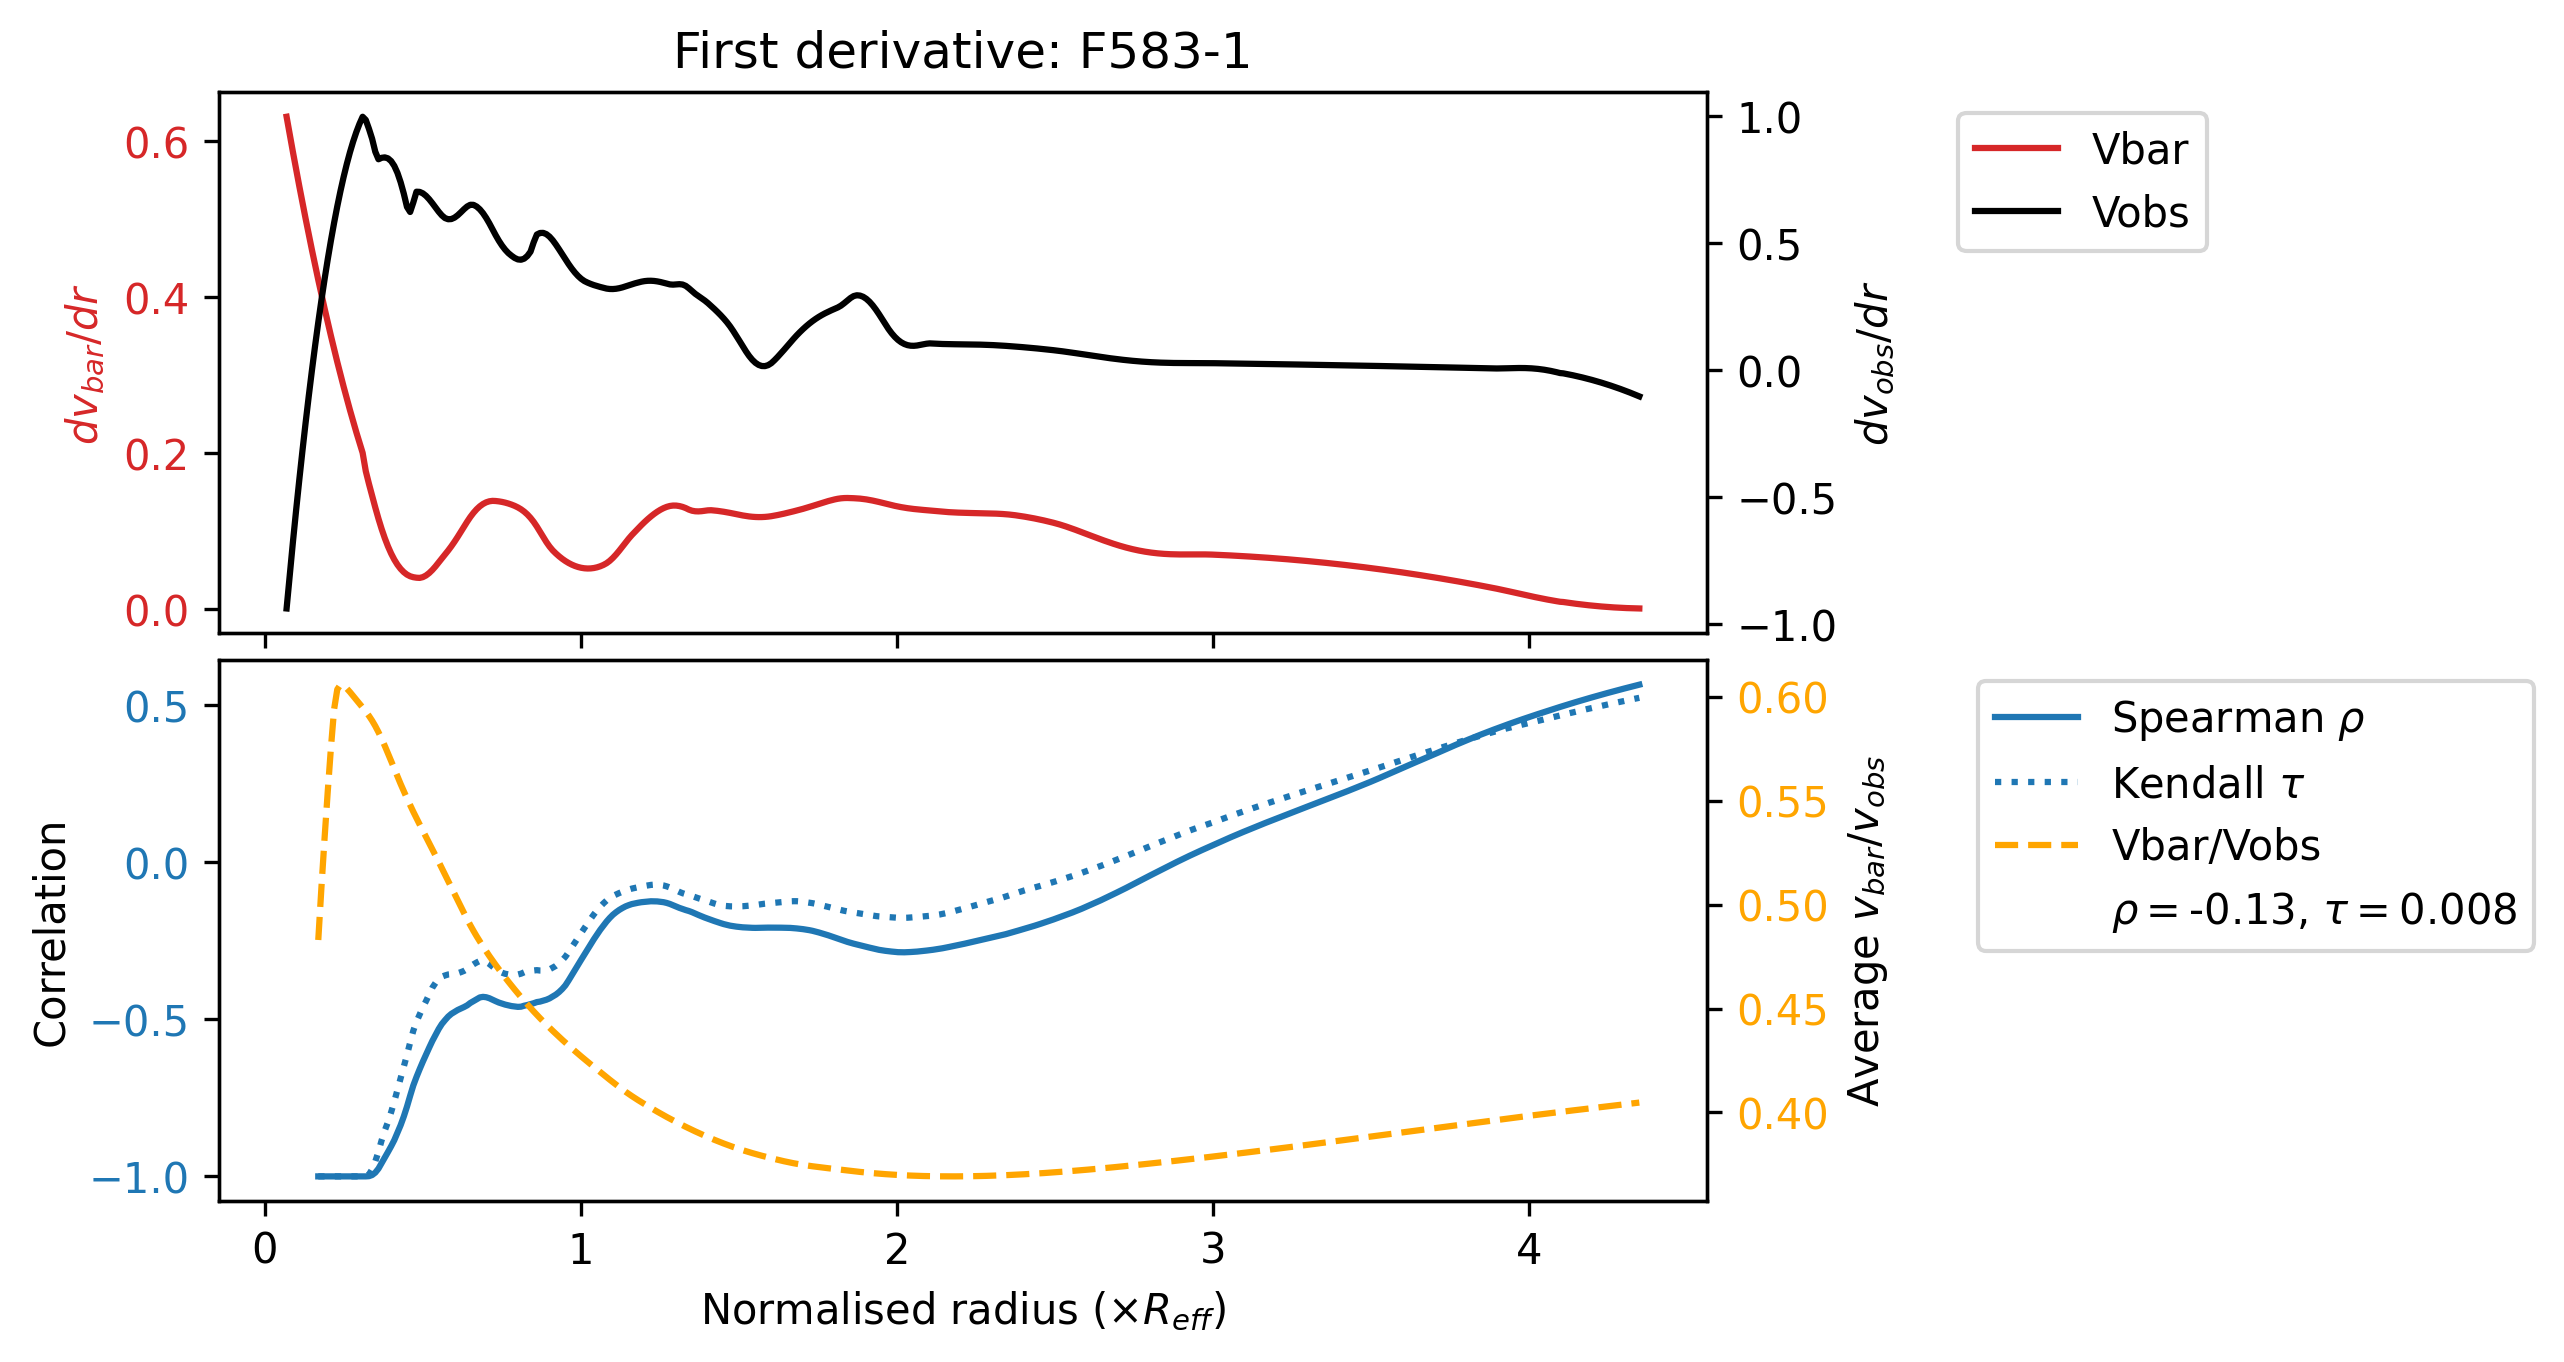 First derivative: F583-1
dv_bar/dr
0.6
0.4
0.2
0.0
1.0
0.5
0.0
−0.5
−1.0
dv_obs/dr
Vbar
Vobs
Correlation
0.5
0.0
−0.5
−1.0
0.60
0.55
0.50
0.45
0.40
Average v_bar/v_obs
Spearman ρ
Kendall τ
Vbar/Vobs
ρ = -0.13, τ = 0.008
0 1 2 3 4
Normalised radius (×R_eff)